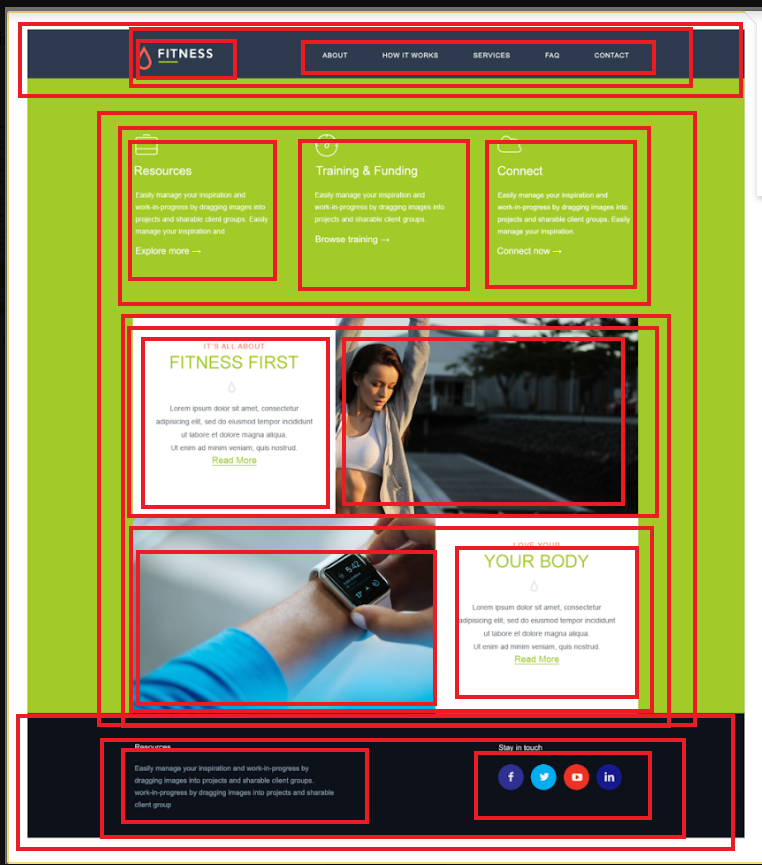 FITNESS
ABOUT HOW IT WORKS SERVICES FAQ CONTACT
Resources
Easily manage your inspiration and
work-in-progress by dragging images into
projects and sharable client groups. Easily
manage your inspiration and
Explore more →
Training & Funding
Easily manage your inspiration and
work-in-progress by dragging images into
projects and sharable client groups.
Browse training →
Connect
Easily manage your inspiration and
work-in-progress by dragging images into
projects and sharable client groups. Easily
manage your inspiration.
Connect now →
IT'S ALL ABOUT
FITNESS FIRST
Lorem ipsum dolor sit amet, consectetur
adipisicing elit, sed do eiusmod tempor incididunt
ut labore et dolore magna aliqua.
Ut enim ad minim veniam, quis nostrud.
Read More
5:42
LOVE YOUR
YOUR BODY
Lorem ipsum dolor sit amet, consectetur
adipisicing elit, sed do eiusmod tempor incididunt
ut labore et dolore magna aliqua.
Ut enim ad minim veniam, quis nostrud.
Read More
Resources
Easily manage your inspiration and work-in-progress by
dragging images into projects and sharable client groups.
work-in-progress by dragging images into projects and sharable
client group
Stay in touch